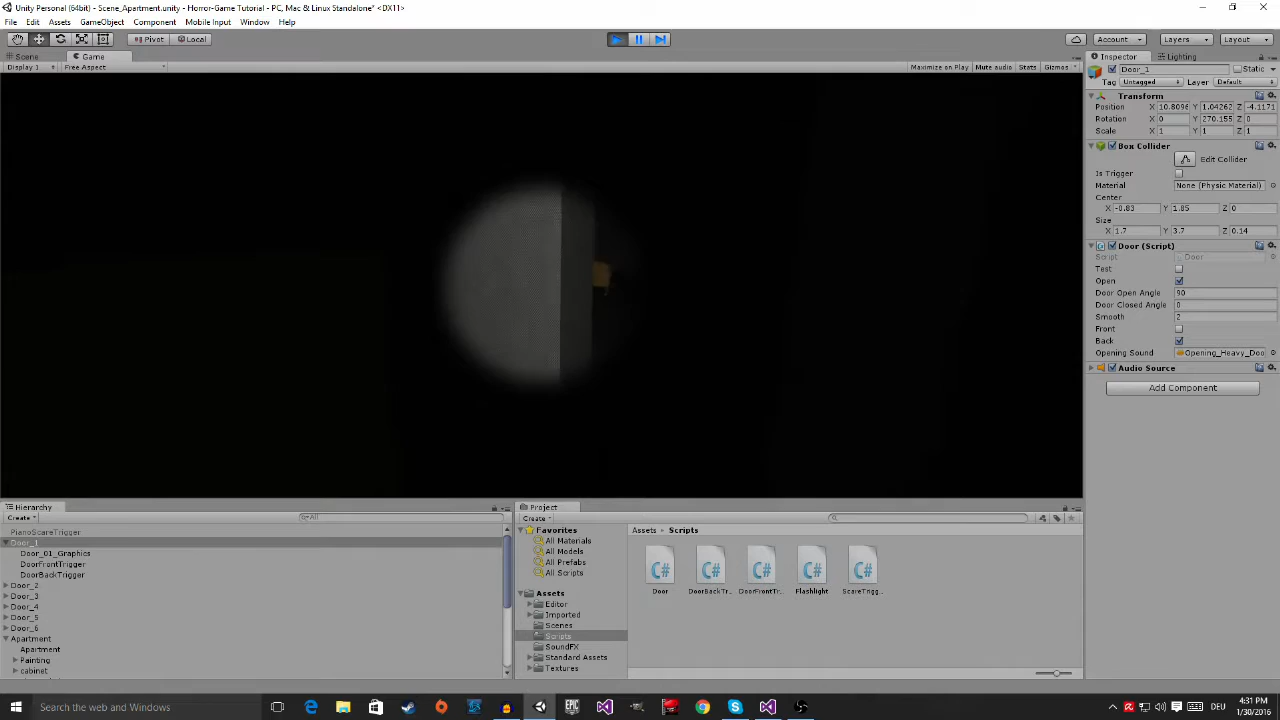 Unity Personal (64bit) - Scene_Apartment.unity - Horror-Game Tutorial - PC, Mac & Linux Standalone* <DX11>
File Edit Assets GameObject Component Mobile Input Window Help
Pivot Local Account Layers Layout
Scene Game
Display 1 Free Aspect Maximize on Play Mute audio Stats Gizmos
Inspector Lighting
Door_1 Static
Tag Untagged Layer Default
Transform
Position X 10.8096 Y 1.04262 Z -4.1171
Rotation X 0 Y 270.155 Z 0
Scale X 1 Y 1 Z 1
Box Collider
Edit Collider
Is Trigger
Material None (Physic Material)
Center
X -0.83 Y 1.85 Z 0
Size
X 1.7 Y 3.7 Z 0.14
Door (Script)
Script Door
Test
Open
Door Open Angle 90
Door Closed Angle 0
Smooth 2
Front
Back
Opening Sound Opening_Heavy_Doo
Audio Source
Add Component
Hierarchy
Create All
PianoScareTrigger
Door_1
Door_01_Graphics
DoorFrontTrigger
DoorBackTrigger
Door_2
Door_3
Door_4
Door_5
Door_6
Apartment
Apartment
Painting
cabinet
Project
Create
Favorites
All Materials
All Models
All Prefabs
All Scripts
Assets
Editor
Imported
Scenes
Scripts
SoundFX
Standard Assets
Textures
Assets Scripts
C# C# C# C# C#
Door DoorBackTr.. DoorFrontTr.. Flashlight ScareTrigg..
Search the web and Windows
EPIC
DEU
4:31 PM
1/30/2016